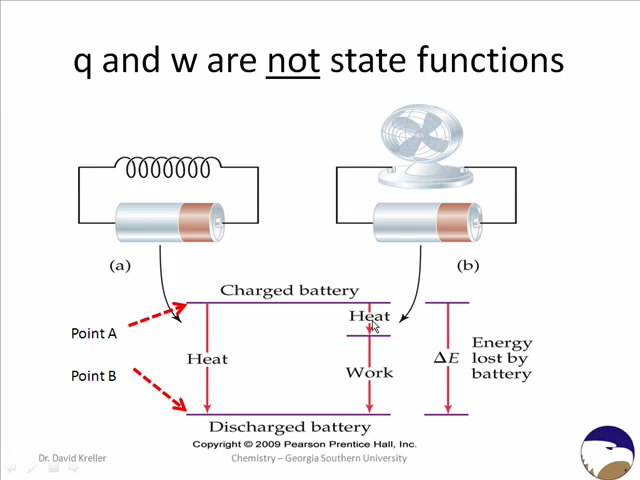 q and w are not state functions
(a)
(b)
Charged battery
Point A
Heat
Heat
Point B
Work
ΔE
Energy
lost by
battery
Discharged battery
Copyright © 2009 Pearson Prentice Hall, Inc.
Dr. David Kreller
Chemistry – Georgia Southern University